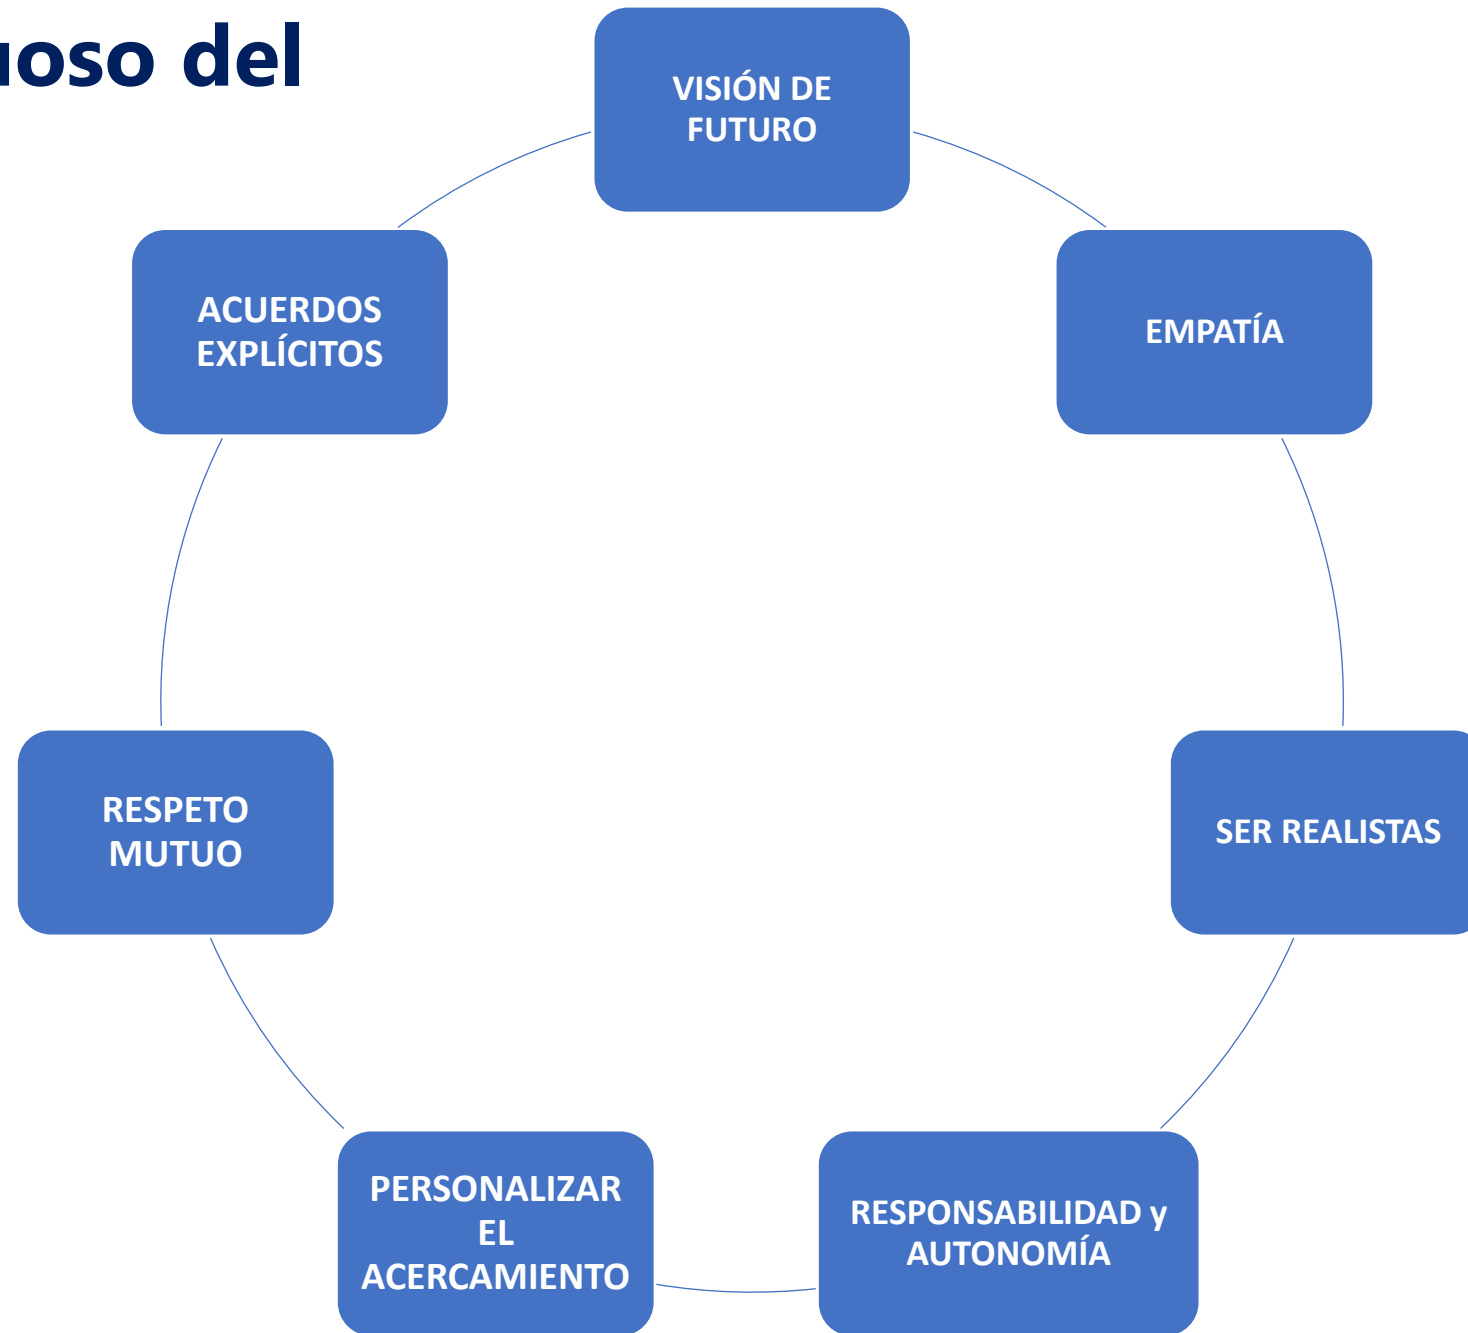 uoso del
VISIÓN DE
FUTURO
EMPATÍA
SER REALISTAS
RESPONSABILIDAD y
AUTONOMÍA
PERSONALIZAR
EL
ACERCAMIENTO
RESPETO
MUTUO
ACUERDOS
EXPLÍCITOS